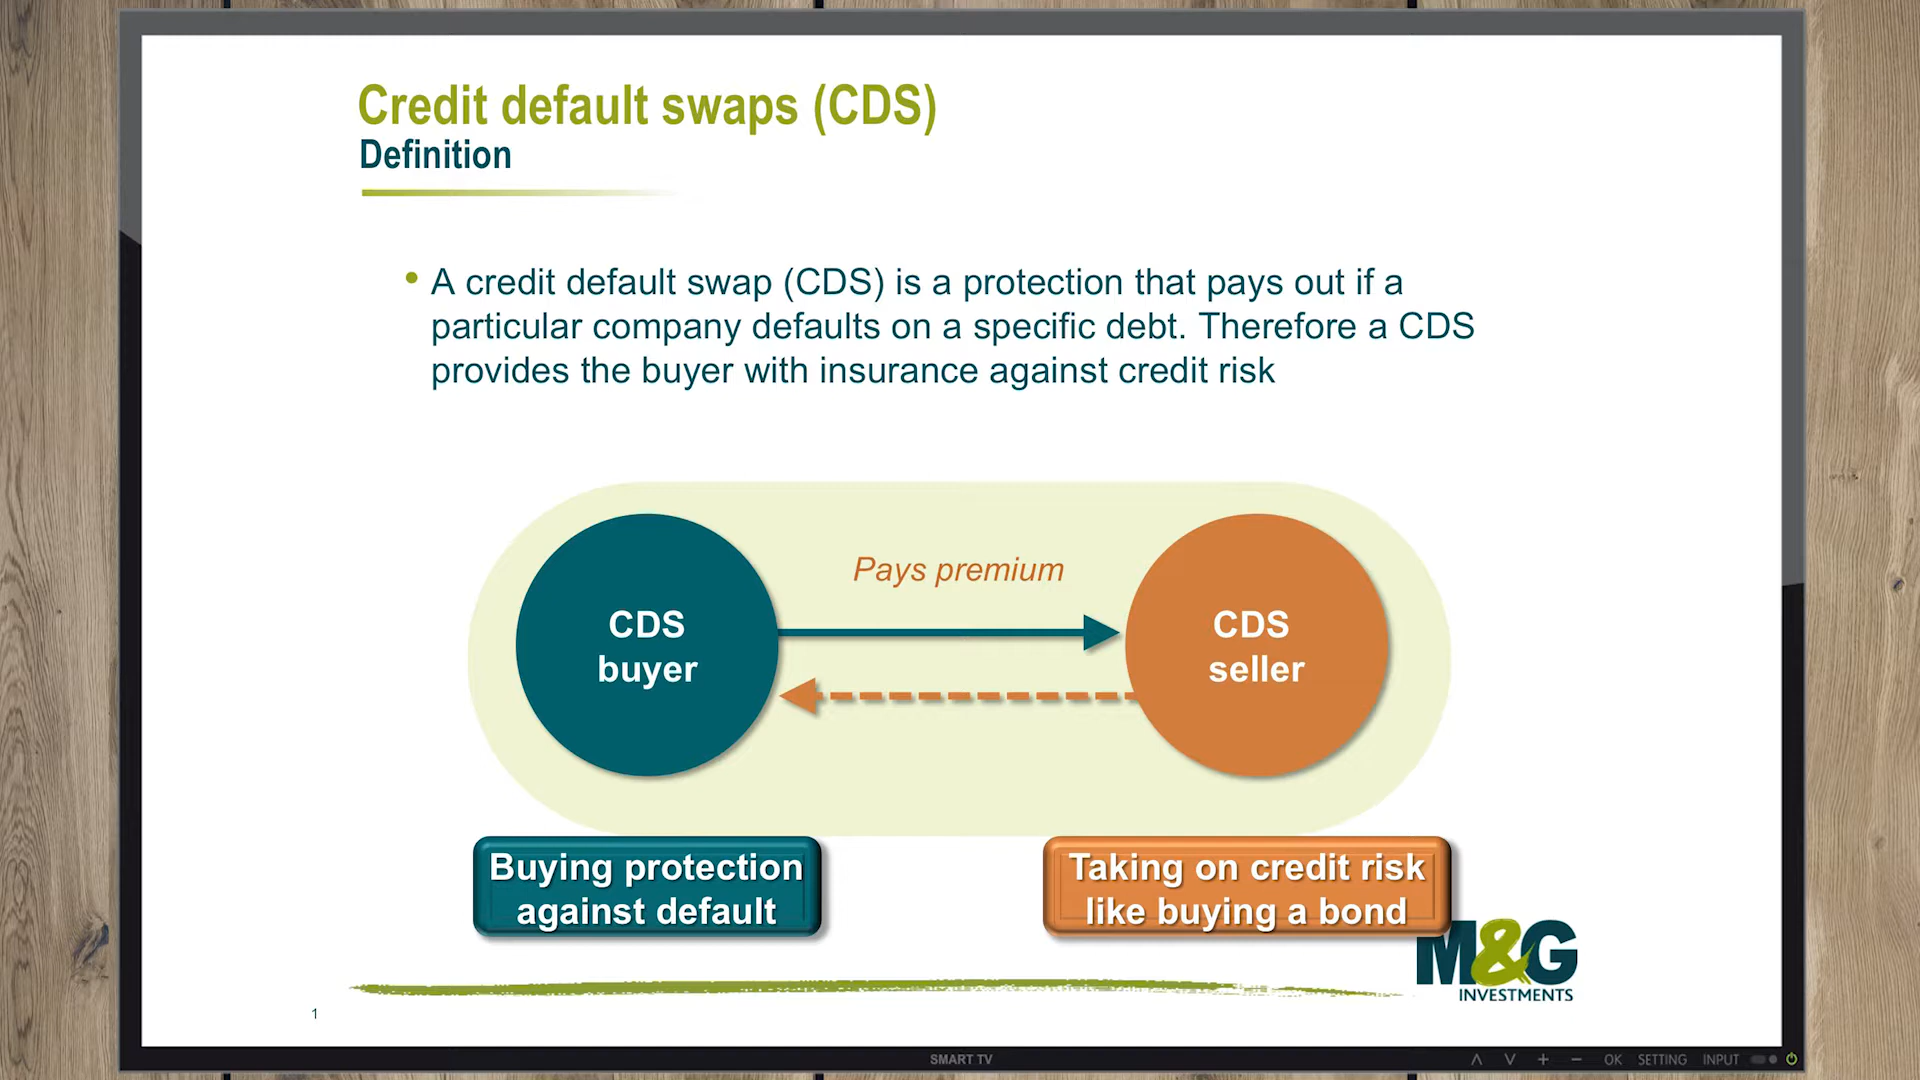 Credit default swaps (CDS)
Definition
• A credit default swap (CDS) is a protection that pays out if a
particular company defaults on a specific debt. Therefore a CDS
provides the buyer with insurance against credit risk
Pays premium
CDS
buyer
CDS
seller
Buying protection
against default
Taking on credit risk
like buying a bond
M&G
INVESTMENTS
1
SMART TV
OK SETTING INPUT